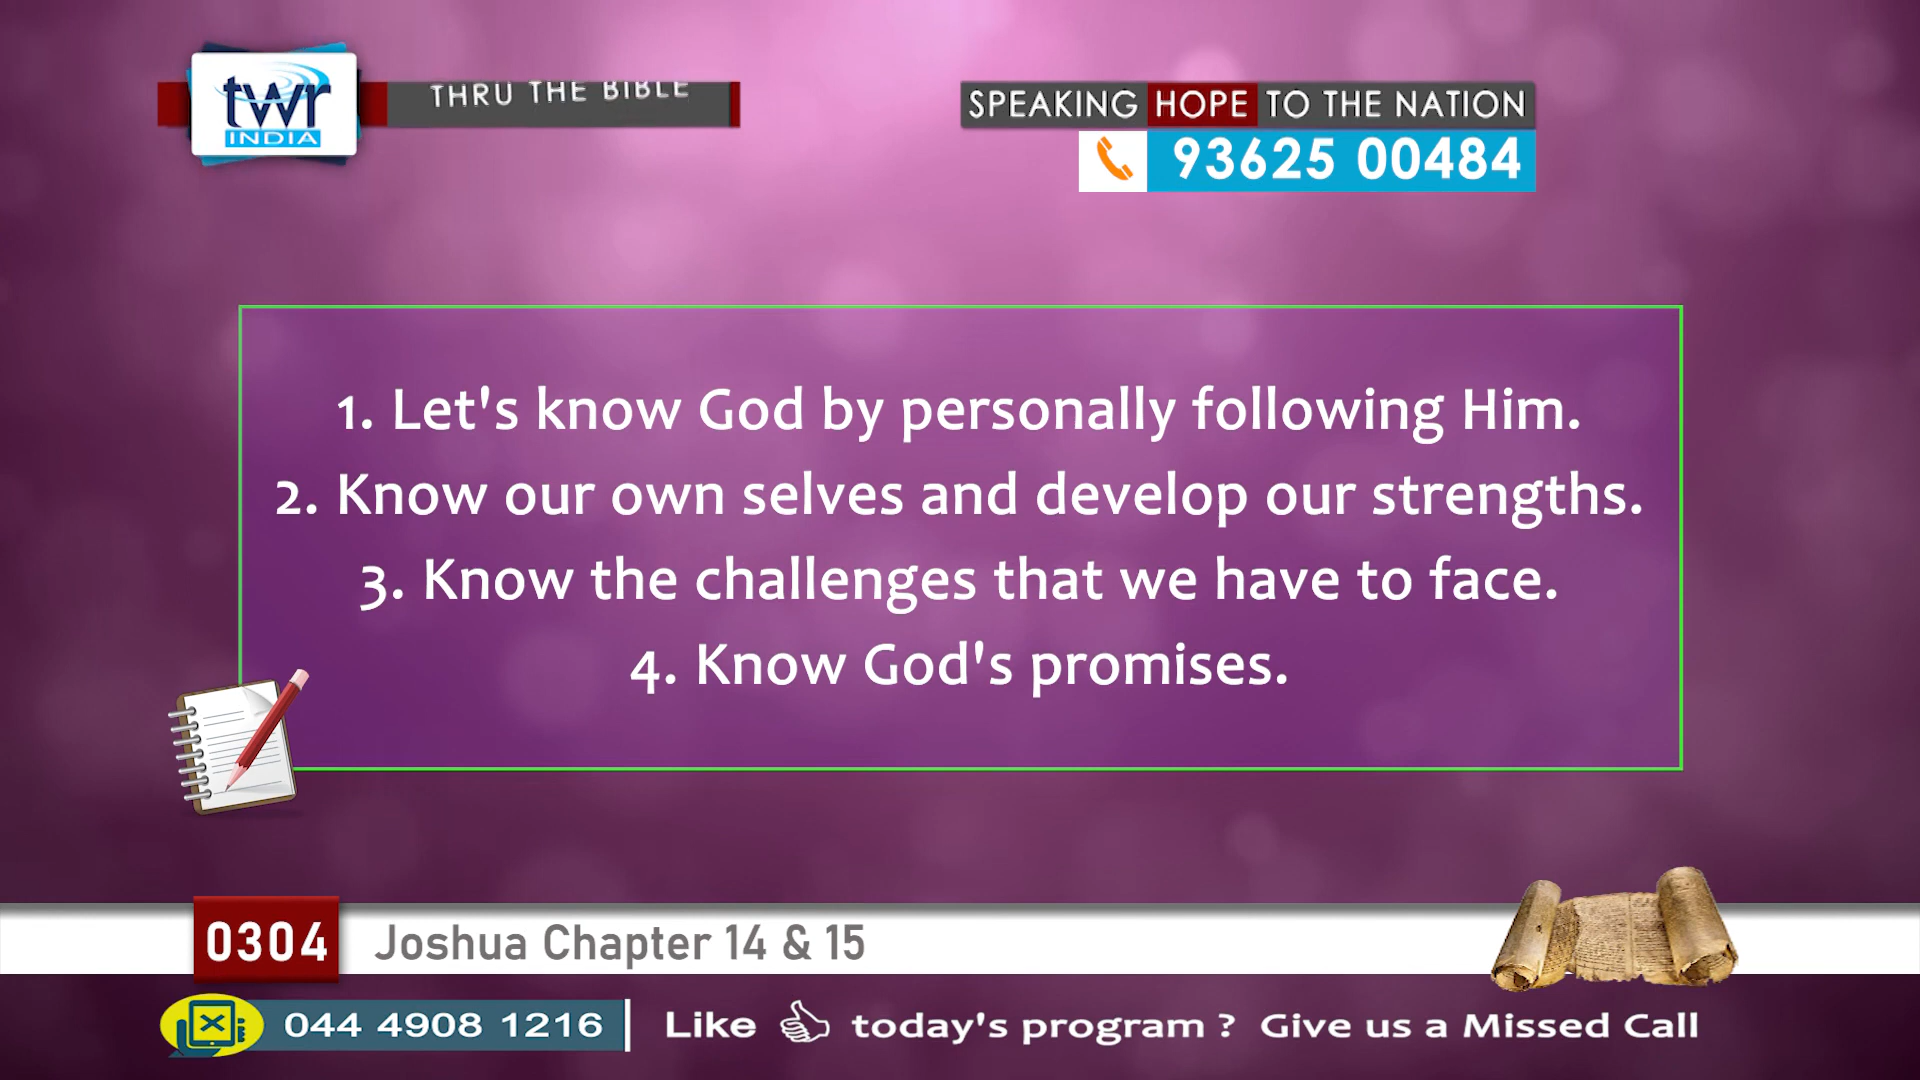 twr
INDIA
THRU THE BIBLE
SPEAKING HOPE TO THE NATION
93625 00484
1. Let's know God by personally following Him.
2. Know our own selves and develop our strengths.
3. Know the challenges that we have to face.
4. Know God's promises.
0304 Joshua Chapter 14 & 15
044 4908 1216 Like today's program ? Give us a Missed Call